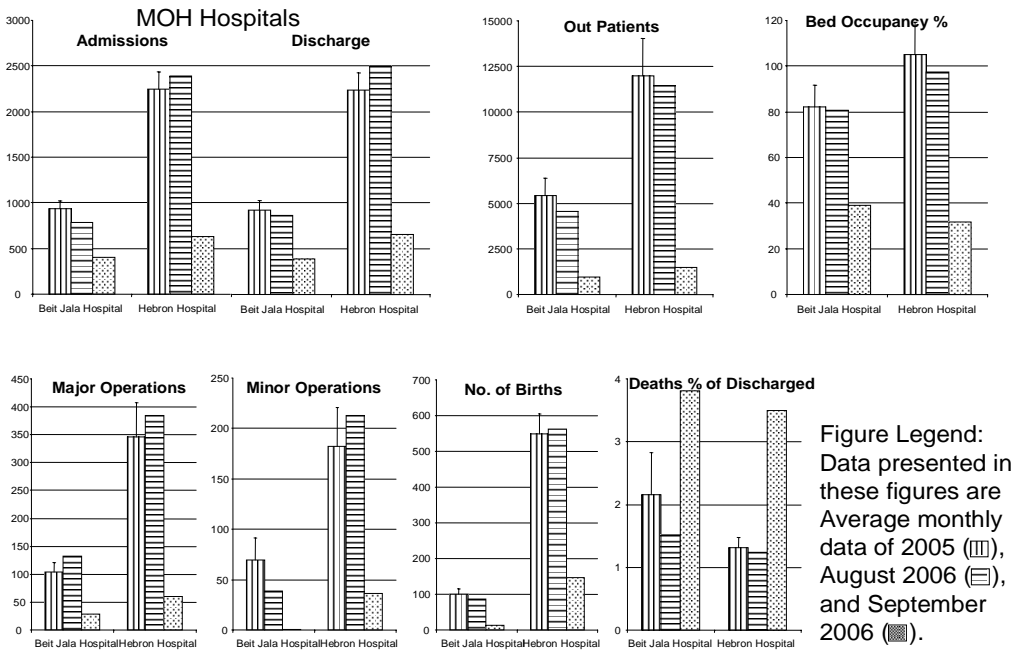 MOH Hospitals
Admissions
Discharge
3000
2500
2000
1500
1000
500
0
Beit Jala Hospital Hebron Hospital Beit Jala Hospital Hebron Hospital
Out Patients
15000
12500
10000
7500
5000
2500
0
Beit Jala Hospital Hebron Hospital
Bed Occupancy %
120
100
80
60
40
20
0
Beit Jala Hospital Hebron Hospital
Major Operations
450
400
350
300
250
200
150
100
50
0
Beit Jala Hospital Hebron Hospital
Minor Operations
250
200
150
100
50
0
Beit Jala Hospital Hebron Hospital
No. of Births
700
600
500
400
300
200
100
0
Beit Jala Hospital Hebron Hospital
Deaths % of Discharged
4
3
2
1
0
Beit Jala Hospital Hebron Hospital
Figure Legend:
Data presented in
these figures are
Average monthly
data of 2005 (),
August 2006 (),
and September
2006 ().